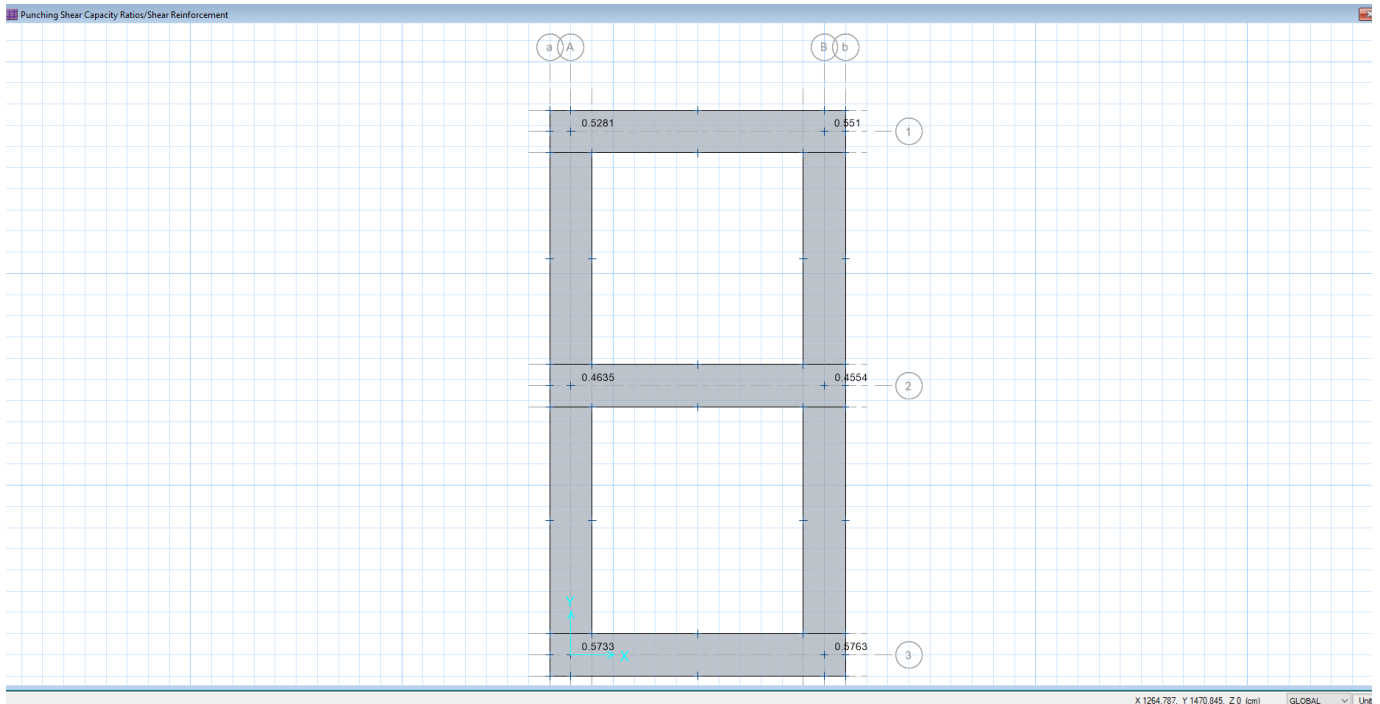 Punching Shear Capacity Ratios/Shear Reinforcement
a A B b
0.5281 0.551 1
0.4635 0.4554 2
Y
0.5733 0.5763 3
X
X 1264.787, Y 1470.845, Z 0 (cm) GLOBAL Unit